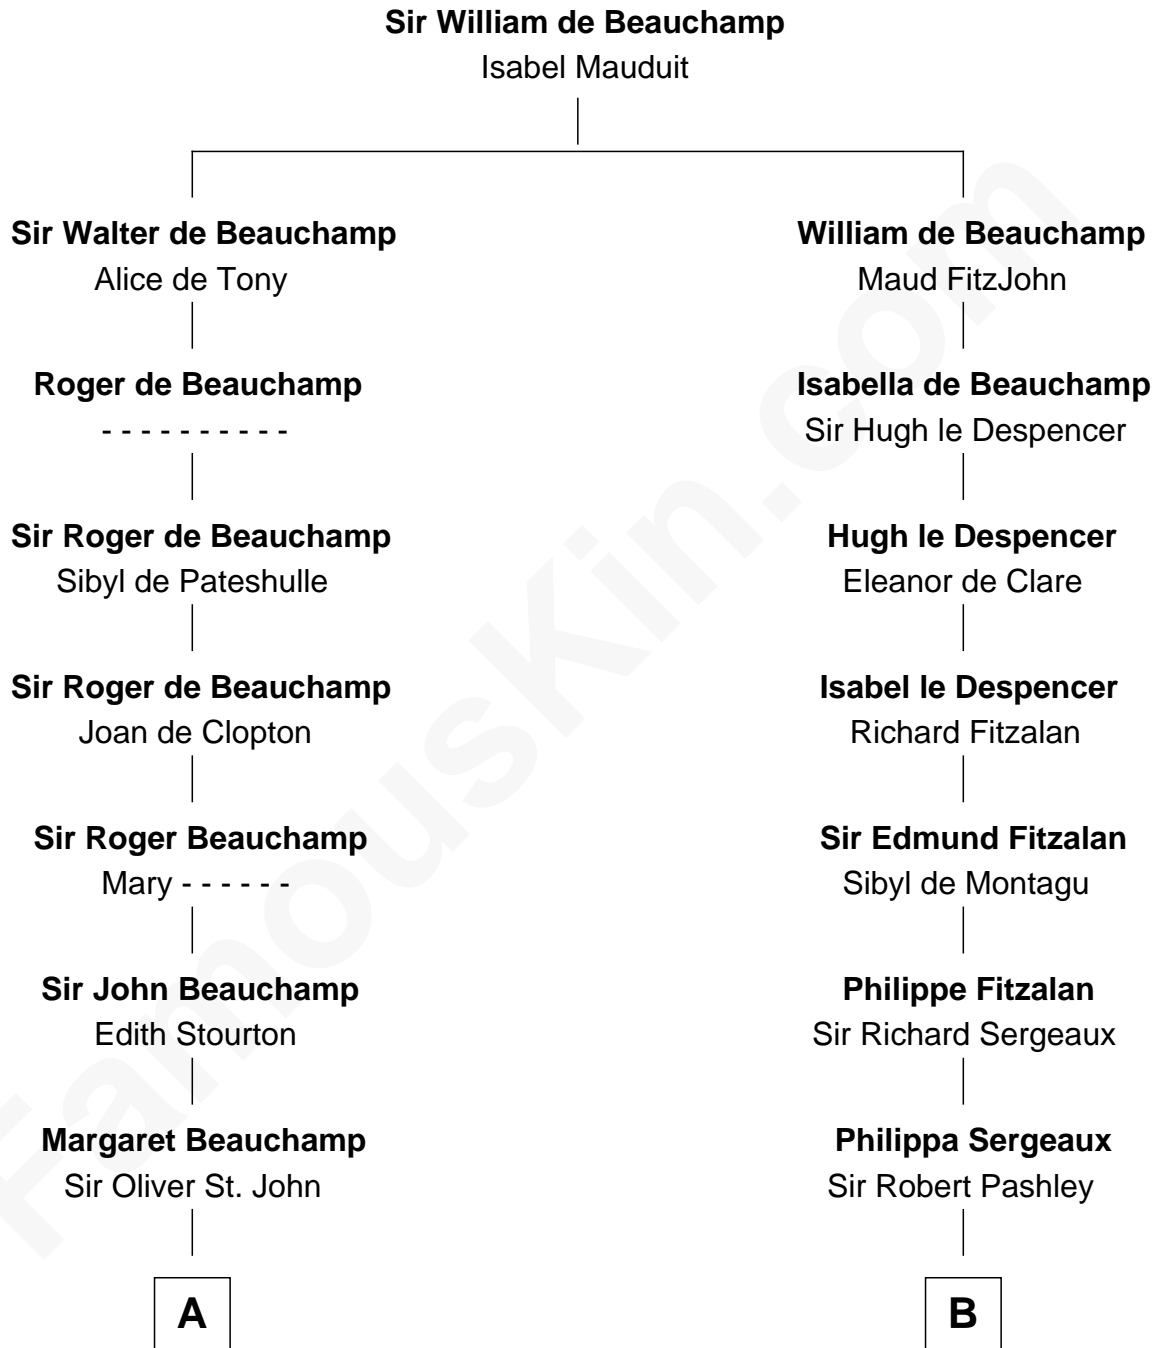 Sir William de Beauchamp
Isabel Mauduit
Sir Walter de Beauchamp
Alice de Tony
William de Beauchamp
Maud FitzJohn
Roger de Beauchamp
- - - - - - - - - -
Isabella de Beauchamp
Sir Hugh le Despencer
Sir Roger de Beauchamp
Sibyl de Pateshulle
Hugh le Despencer
Eleanor de Clare
Sir Roger de Beauchamp
Joan de Clopton
Isabel le Despencer
Richard Fitzalan
Sir Roger Beauchamp
Mary - - - - - -
Sir Edmund Fitzalan
Sibyl de Montagu
Sir John Beauchamp
Edith Stourton
Philippe Fitzalan
Sir Richard Sergeaux
Margaret Beauchamp
Sir Oliver St. John
Philippa Sergeaux
Sir Robert Pashley
A
B
FamousKin.com